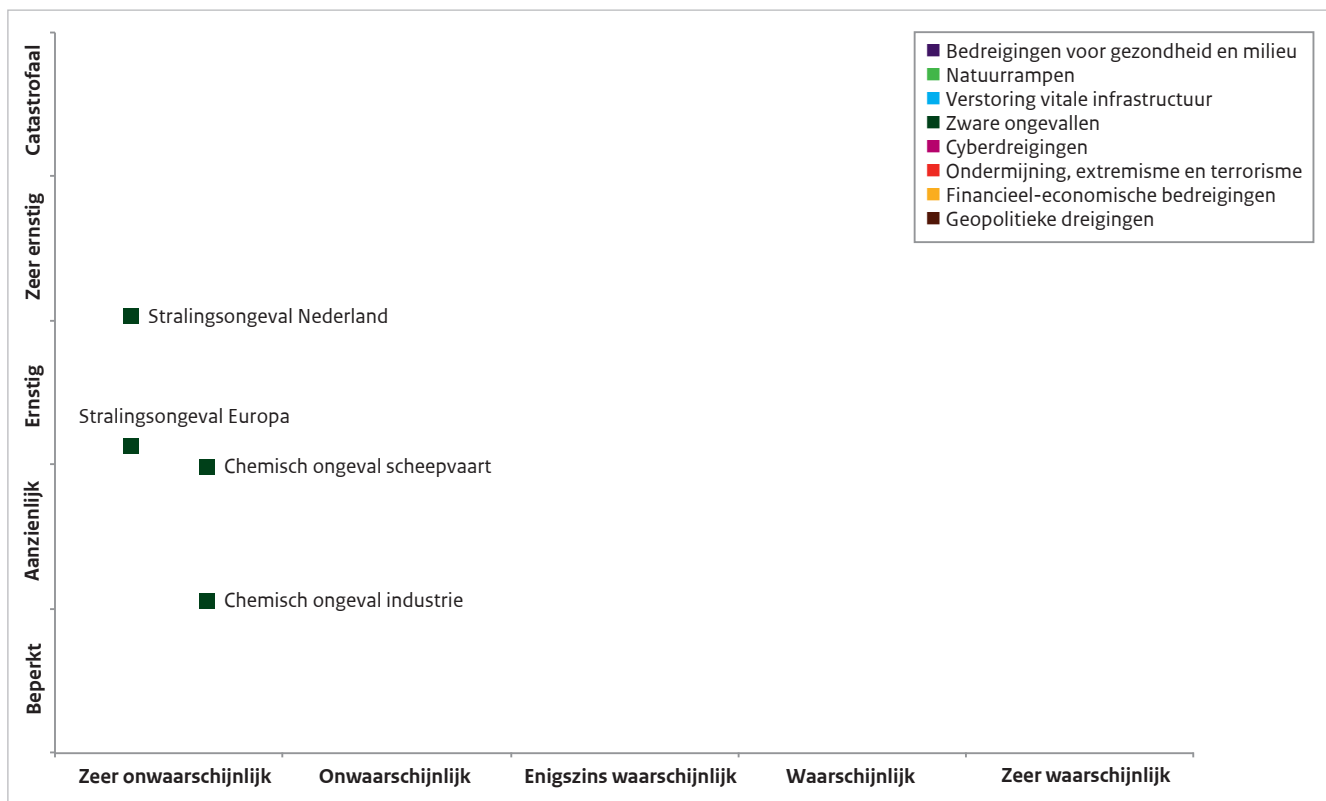 Catastrofaal
Zeer ernstig
Ernstig
Aanzienlijk
Beperkt
Bedreigingen voor gezondheid en milieu
Natuurrampen
Verstoring vitale infrastructuur
Zware ongevallen
Cyberdreigingen
Ondermijning, extremisme en terrorisme
Financieel-economische bedreigingen
Geopolitieke dreigingen
Stralingsongeval Nederland
Stralingsongeval Europa
Chemisch ongeval scheepvaart
Chemisch ongeval industrie
Zeer onwaarschijnlijk
Onwaarschijnlijk
Enigszins waarschijnlijk
Waarschijnlijk
Zeer waarschijnlijk